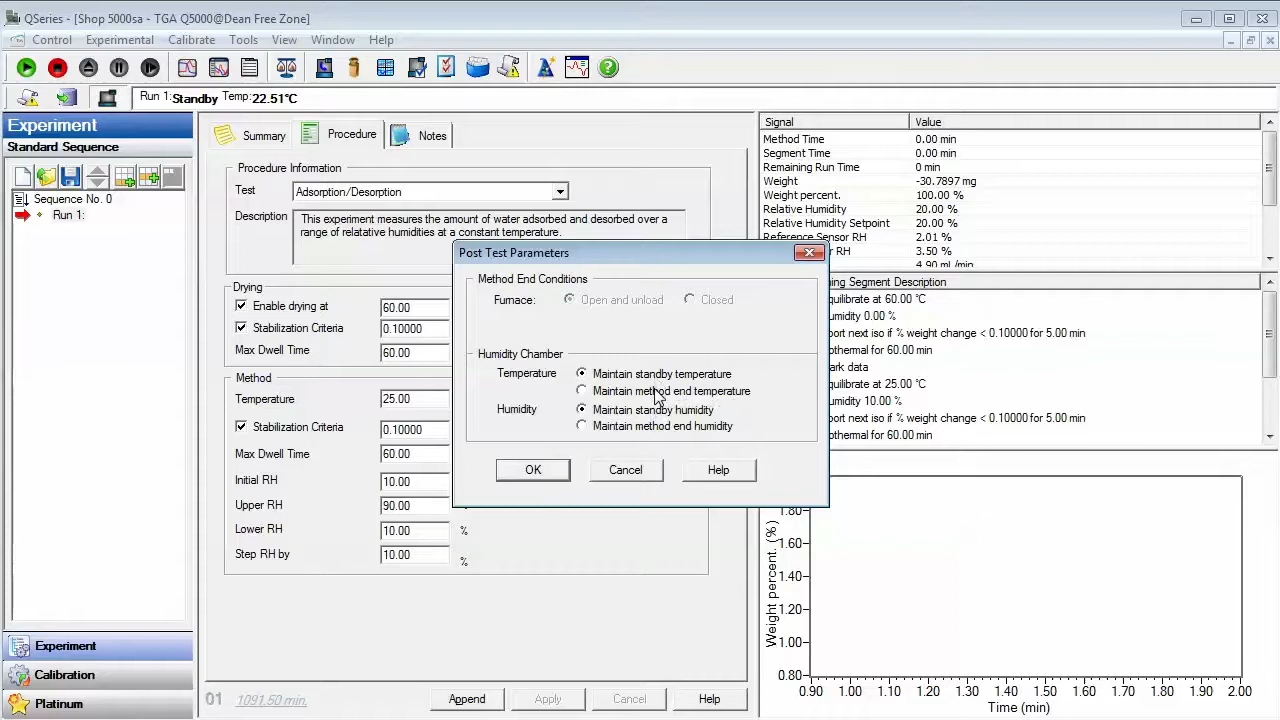 QSeries - [Shop 5000sa - TGA Q5000@Dean Free Zone]
Control Experimental Calibrate Tools View Window Help
Run 1: Standby Temp: 22.51°C
Experiment
Standard Sequence
Sequence No. 0
Run 1:
Experiment
Calibration
Platinum
Summary Procedure Notes
Procedure Information
Test Adsorption/Desorption
Description This experiment measures the amount of water adsorbed and desorbed over a
range of relatative humidities at a constant temperature.
Drying
Enable drying at 60.00
Stabilization Criteria 0.10000
Max Dwell Time 60.00
Method
Temperature 25.00
Stabilization Criteria 0.10000
Max Dwell Time 60.00
Initial RH 10.00
Upper RH 90.00
Lower RH 10.00 %
Step RH by 10.00 %
01 1091.50 min. Append Apply Cancel Help
Post Test Parameters
Method End Conditions
Furnace: Open and unload Closed
Humidity Chamber
Temperature Maintain standby temperature
Maintain method end temperature
Humidity Maintain standby humidity
Maintain method end humidity
OK Cancel Help
Signal Value
Method Time 0.00 min
Segment Time 0.00 min
Remaining Run Time 0 min
Weight -30.7897 mg
Weight percent. 100.00 %
Relative Humidity 20.00 %
Relative Humidity Setpoint 20.00 %
Reference Sensor RH 2.01 %
RH 3.50 %
4.90 ml/min
ing Segment Description
quilibrate at 60.00 °C
umidity 0.00 %
ort next iso if % weight change < 0.10000 for 5.00 min
othermal for 60.00 min
ark data
quilibrate at 25.00 °C
umidity 10.00 %
ort next iso if % weight change < 0.10000 for 5.00 min
othermal for 60.00 min
Weight percent. (%)
1.80
1.60
1.40
1.20
1.00
0.80
0.90 1.00 1.10 1.20 1.30 1.40 1.50 1.60 1.70 1.80 1.90 2.00
Time (min)